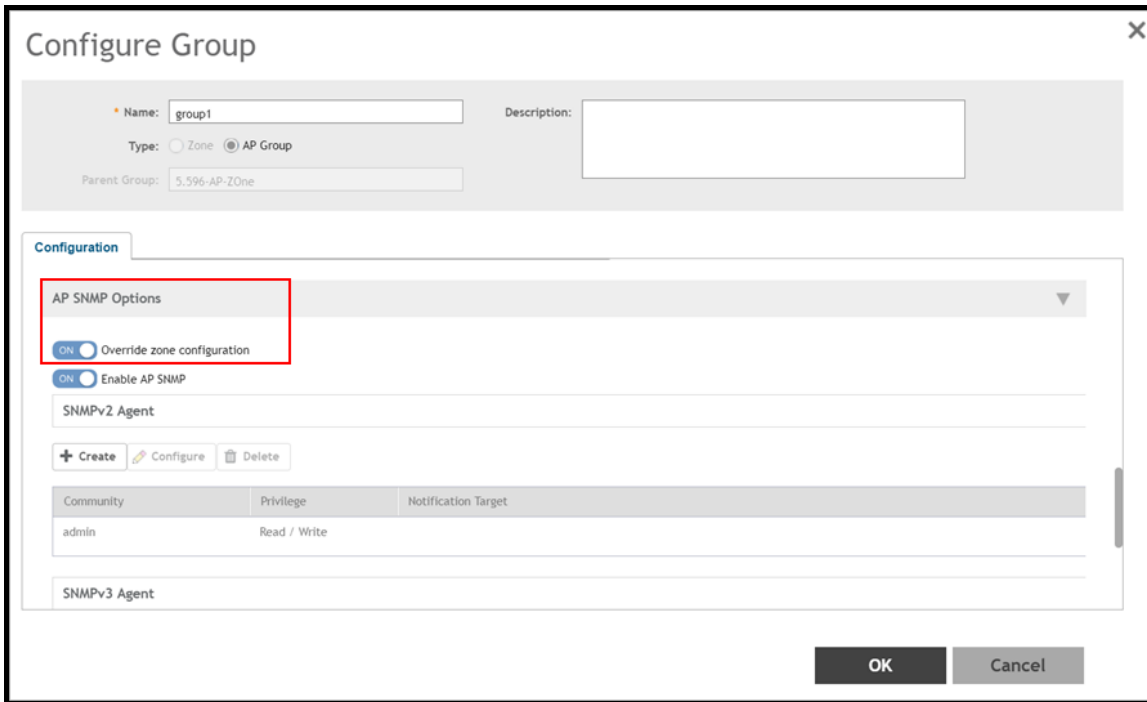 Configure Group
* Name: group1
Description:
Type: Zone AP Group
Parent Group: 5.596-AP-ZOne
Configuration
AP SNMP Options
ON Override zone configuration
ON Enable AP SNMP
SNMPv2 Agent
+ Create Configure Delete
Community Privilege Notification Target
admin Read / Write
SNMPv3 Agent
OK Cancel